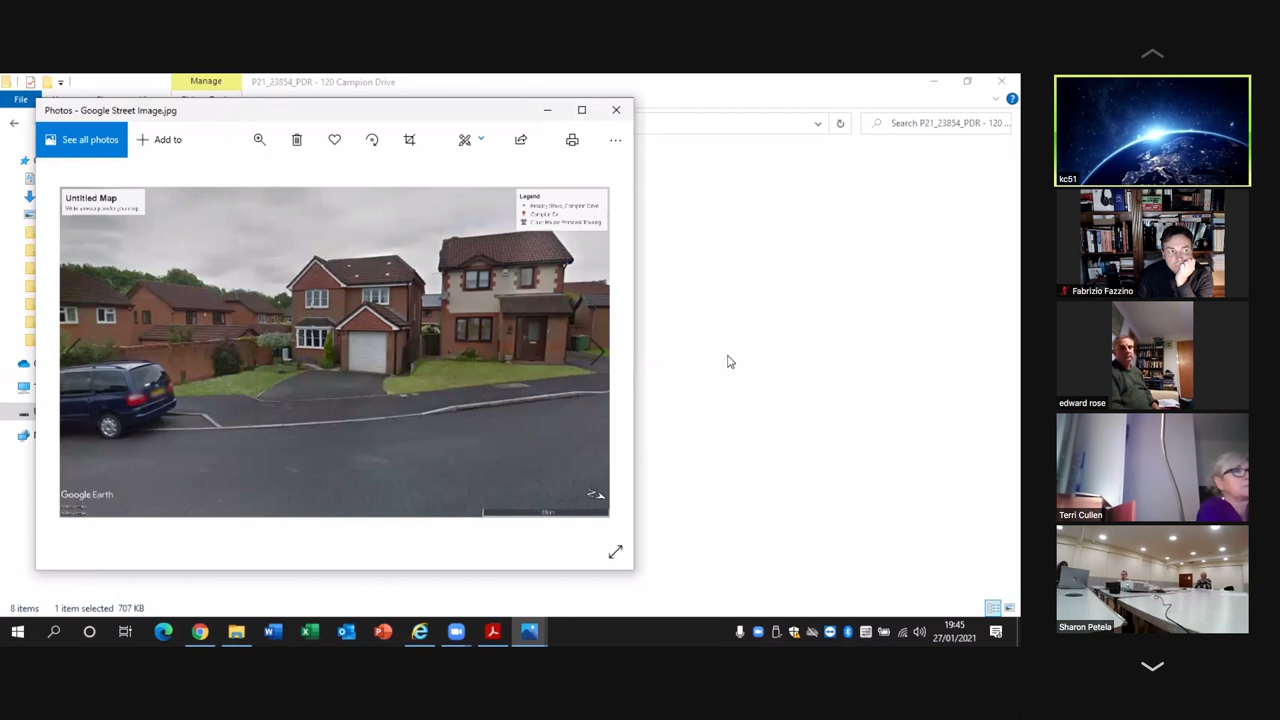 Manage
P21_23854_PDR - 120 Campion Drive
File
Photos - Google Street Image.jpg
See all photos
Add to
Search P21_23854_PDR - 120 ...
Untitled Map
Legend
Google Earth
8 items
1 item selected 707 KB
19:45
27/01/2021
kc51
Fabrizio Fazzino
edward rose
Terri Cullen
Sharon Petela